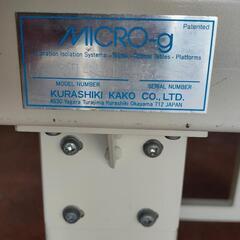 MICRO-g
Patented
Vibration Isolation Systems - Tables - Platforms
MODEL NUMBER
SERIAL NUMBER
KURASHIKI KAKO CO., LTD.
4630 Yagara Turajima Kurashiki Okayama 712 JAPAN